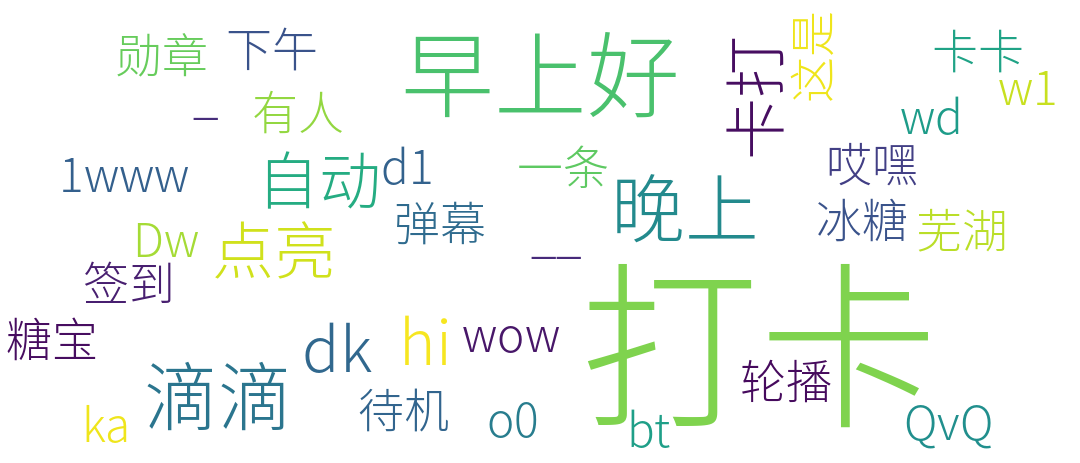 勋章
下午
早上好
卡打
这是
卡卡
w1
_
有人
wd
1www
自动
d1
一条
哎嘿
Dw
点亮
弹幕
晚上
冰糖
芜湖
签到
__
打卡
糖宝
滴滴
dk
hi
wow
轮播
ka
待机
o0
bt
QvQ